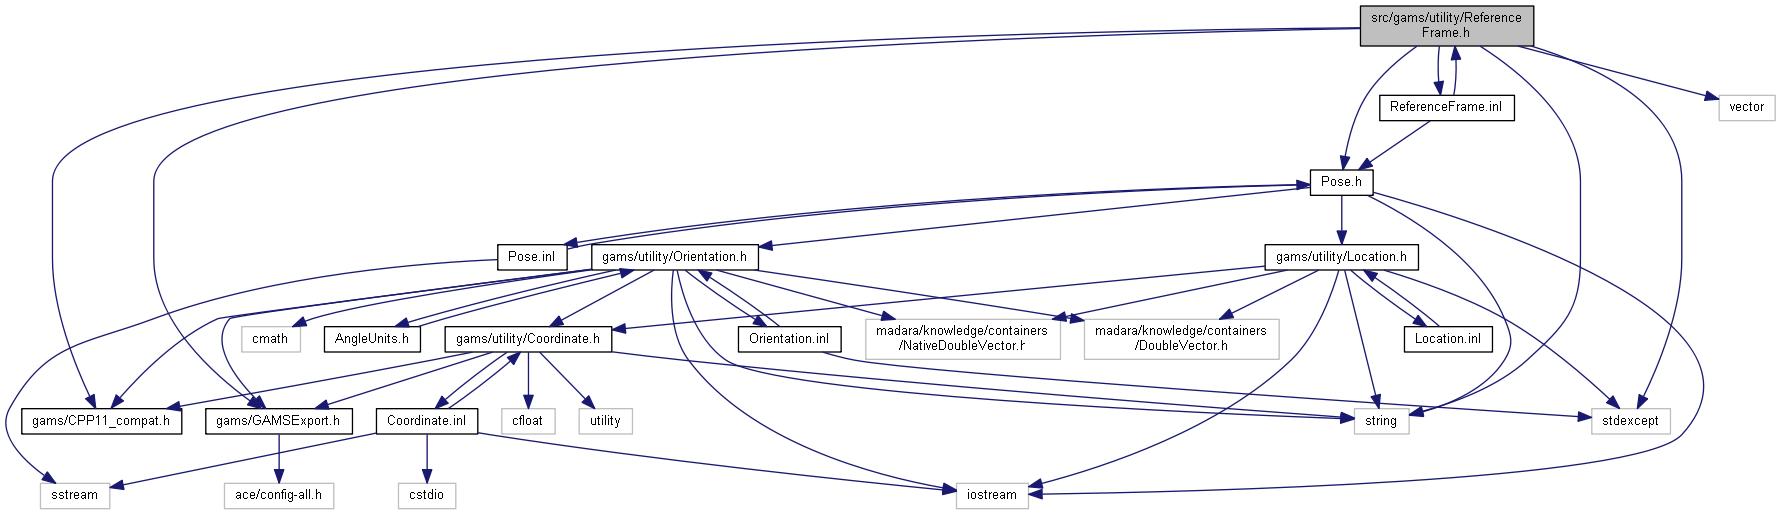 src/gams/utility/Reference
Frame.h
ReferenceFrame.inl
vector
Pose.h
Pose.inl
gams/utility/Orientation.h
gams/utility/Location.h
cmath
AngleUnits.h
gams/utility/Coordinate.h
Orientation.inl
madara/knowledge/containers
/NativeDoubleVector.h
madara/knowledge/containers
/DoubleVector.h
Location.inl
gams/CPP11_compat.h
gams/GAMSExport.h
Coordinate.inl
cfloat
utility
string
stdexcept
sstream
ace/config-all.h
cstdio
iostream